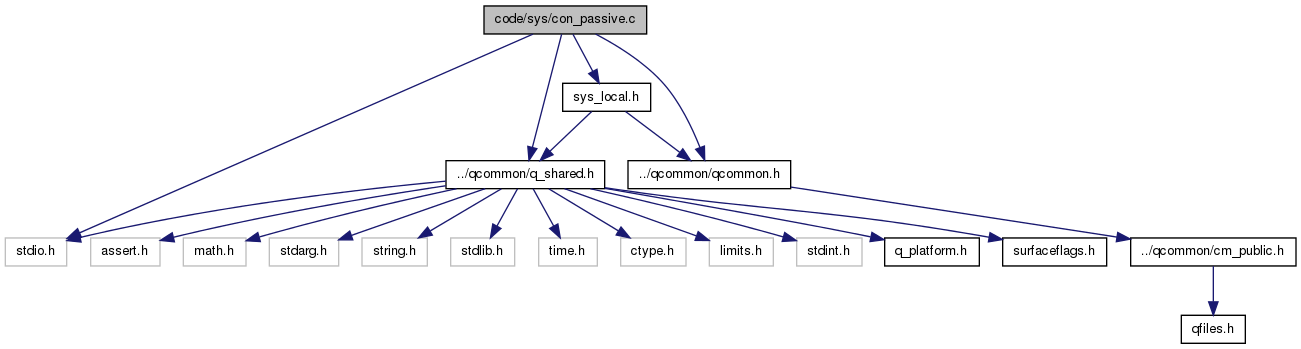 code/sys/con_passive.c
sys_local.h
../qcommon/q_shared.h
../qcommon/qcommon.h
stdio.h
assert.h
math.h
stdarg.h
string.h
stdlib.h
time.h
ctype.h
limits.h
stdint.h
q_platform.h
surfaceflags.h
../qcommon/cm_public.h
qfiles.h